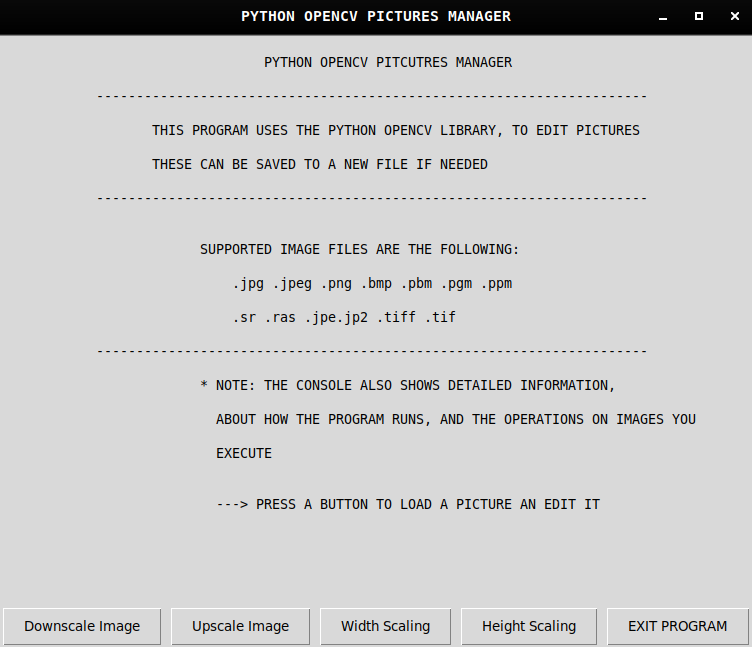 PYTHON OPENCV PICTURES MANAGER
PYTHON OPENCV PITCUTRES MANAGER
---------------------------------------------------------------------
THIS PROGRAM USES THE PYTHON OPENCV LIBRARY, TO EDIT PICTURES
THESE CAN BE SAVED TO A NEW FILE IF NEEDED
---------------------------------------------------------------------
SUPPORTED IMAGE FILES ARE THE FOLLOWING:
.jpg .jpeg .png .bmp .pbm .pgm .ppm
.sr .ras .jpe.jp2 .tiff .tif
---------------------------------------------------------------------
* NOTE: THE CONSOLE ALSO SHOWS DETAILED INFORMATION,
ABOUT HOW THE PROGRAM RUNS, AND THE OPERATIONS ON IMAGES YOU
EXECUTE
---> PRESS A BUTTON TO LOAD A PICTURE AN EDIT IT
Downscale Image Upscale Image Width Scaling Height Scaling EXIT PROGRAM